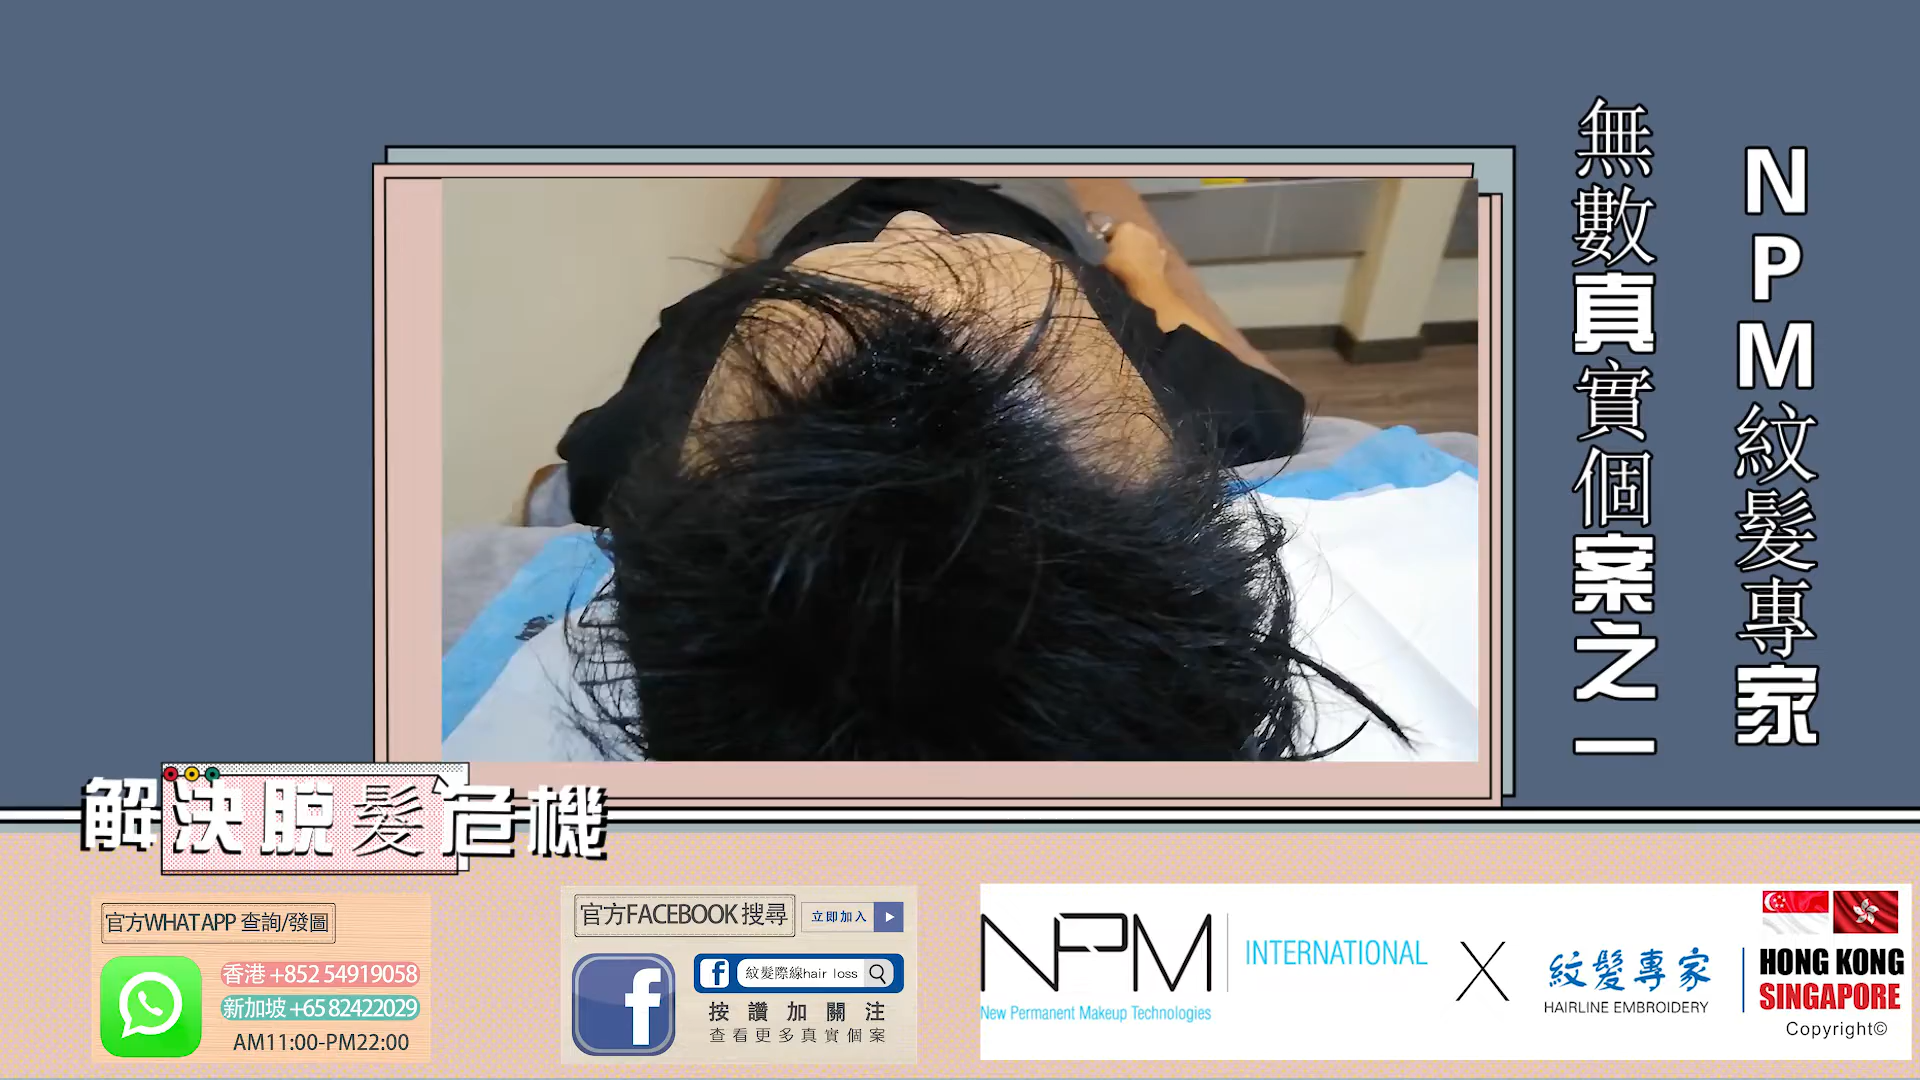 NPM紋髮專家
無數真實個案之一
解決脫髮危機
官方WHATAPP 查詢/發圖
香港 +852 54919058
新加坡 +65 82422029
AM11:00-PM22:00
官方FACEBOOK 搜尋
立即加入
紋髮際線hair loss
按讚加關注
查看更多真實個案
NPM
New Permanent Makeup Technologies
INTERNATIONAL
X
紋髮專家
HAIRLINE EMBROIDERY
HONG KONG
SINGAPORE
Copyright©